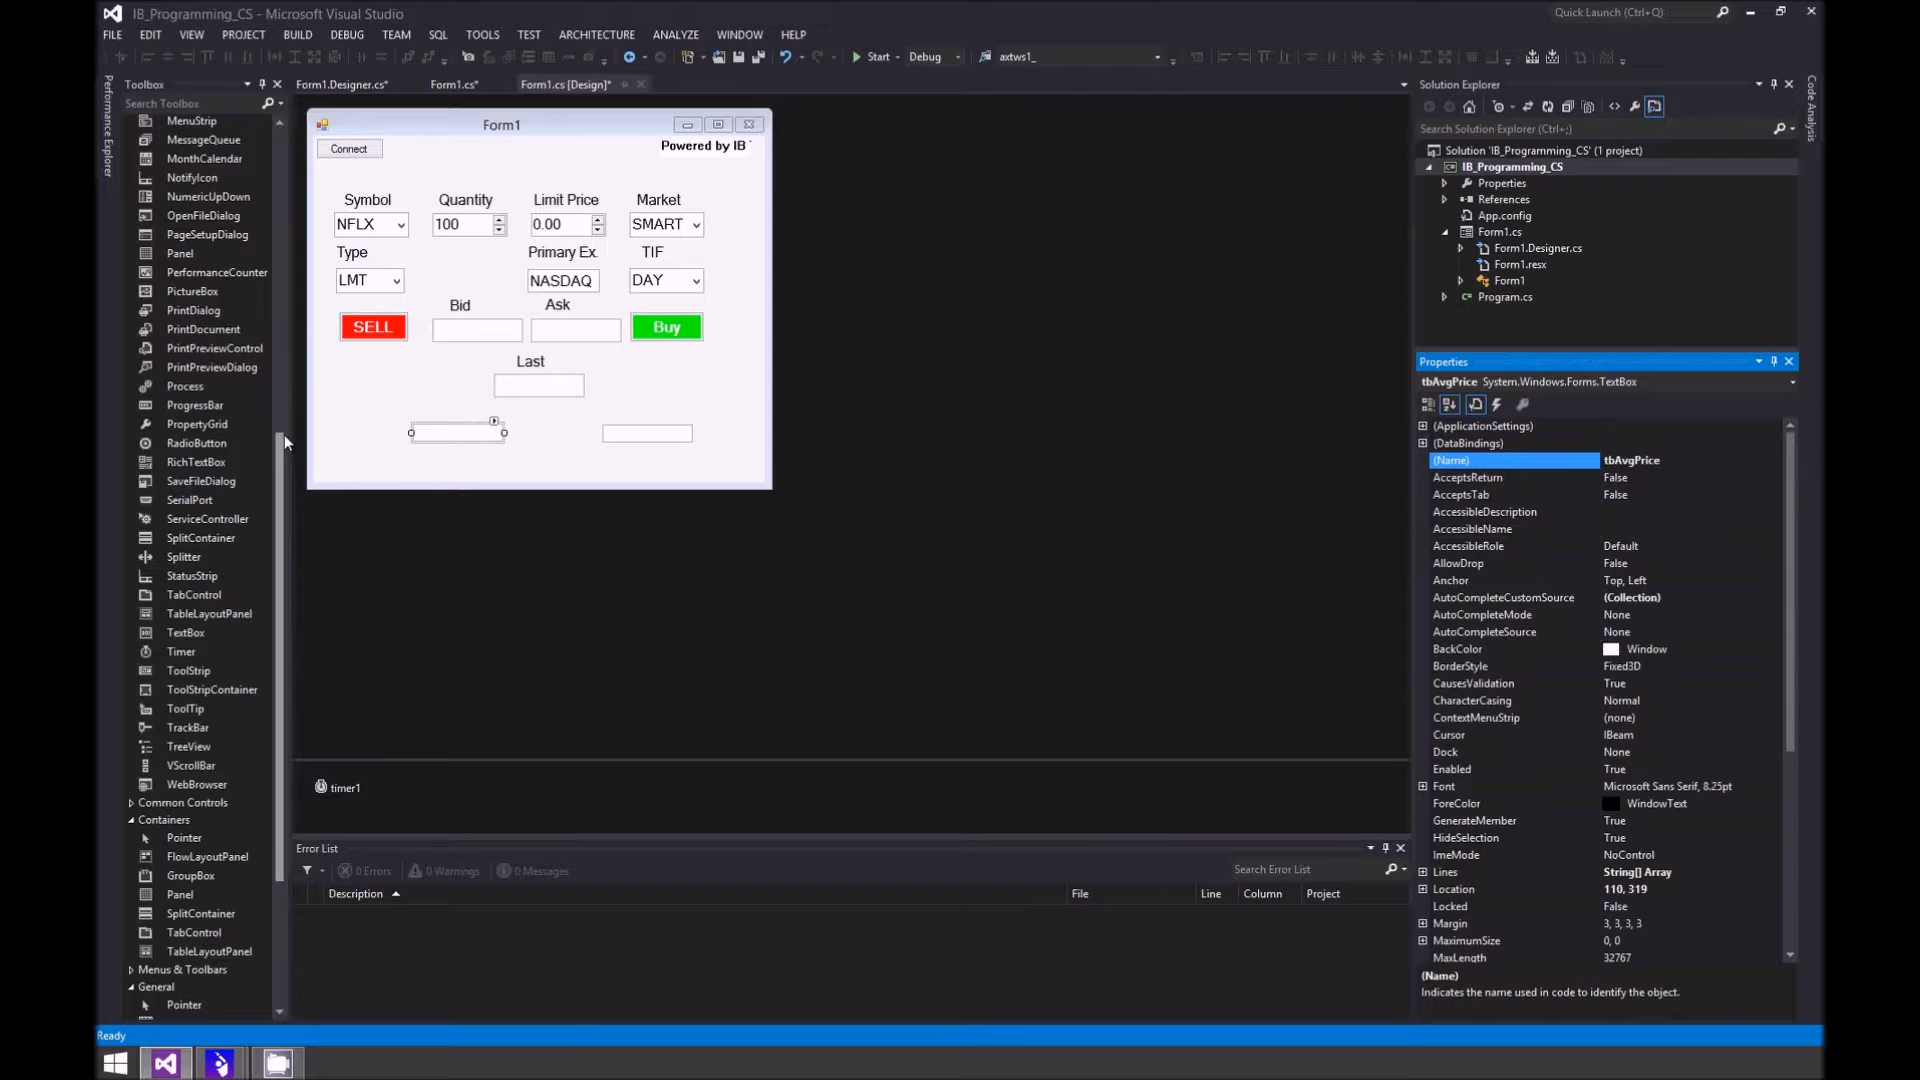 IB_Programming_CS - Microsoft Visual Studio
Quick Launch (Ctrl+Q)
FILE EDIT VIEW PROJECT BUILD DEBUG TEAM SQL TOOLS TEST ARCHITECTURE ANALYZE WINDOW HELP
Start Debug axtws1_
Performance Explorer
Toolbox
Search Toolbox
MenuStrip
MessageQueue
MonthCalendar
NotifyIcon
NumericUpDown
OpenFileDialog
PageSetupDialog
Panel
PerformanceCounter
PictureBox
PrintDialog
PrintDocument
PrintPreviewControl
PrintPreviewDialog
Process
ProgressBar
PropertyGrid
RadioButton
RichTextBox
SaveFileDialog
SerialPort
ServiceController
SplitContainer
Splitter
StatusStrip
TabControl
TableLayoutPanel
TextBox
Timer
ToolStrip
ToolStripContainer
ToolTip
TrackBar
TreeView
VScrollBar
WebBrowser
Common Controls
Containers
Pointer
FlowLayoutPanel
GroupBox
Panel
SplitContainer
TabControl
TableLayoutPanel
Menus & Toolbars
General
Pointer
Form1.Designer.cs* Form1.cs* Form1.cs [Design]*
Form1
Connect
Powered by IB
Symbol Quantity Limit Price Market
NFLX 100 0.00 SMART
Type Primary Ex. TIF
LMT NASDAQ DAY
Bid Ask
SELL Buy
Last
timer1
Error List
0 Errors 0 Warnings 0 Messages
Search Error List
Description File Line Column Project
Solution Explorer
Search Solution Explorer (Ctrl+;)
Solution 'IB_Programming_CS' (1 project)
IB_Programming_CS
Properties
References
App.config
Form1.cs
Form1.Designer.cs
Form1.resx
Form1
Program.cs
Code Analysis
Properties
tbAvgPrice System.Windows.Forms.TextBox
(ApplicationSettings)
(DataBindings)
(Name) tbAvgPrice
AcceptsReturn False
AcceptsTab False
AccessibleDescription
AccessibleName
AccessibleRole Default
AllowDrop False
Anchor Top, Left
AutoCompleteCustomSource (Collection)
AutoCompleteMode None
AutoCompleteSource None
BackColor Window
BorderStyle Fixed3D
CausesValidation True
CharacterCasing Normal
ContextMenuStrip (none)
Cursor IBeam
Dock None
Enabled True
Font Microsoft Sans Serif, 8.25pt
ForeColor WindowText
GenerateMember True
HideSelection True
ImeMode NoControl
Lines String[] Array
Location 110, 319
Locked False
Margin 3, 3, 3, 3
MaximumSize 0, 0
MaxLength 32767
(Name)
Indicates the name used in code to identify the object.
Ready